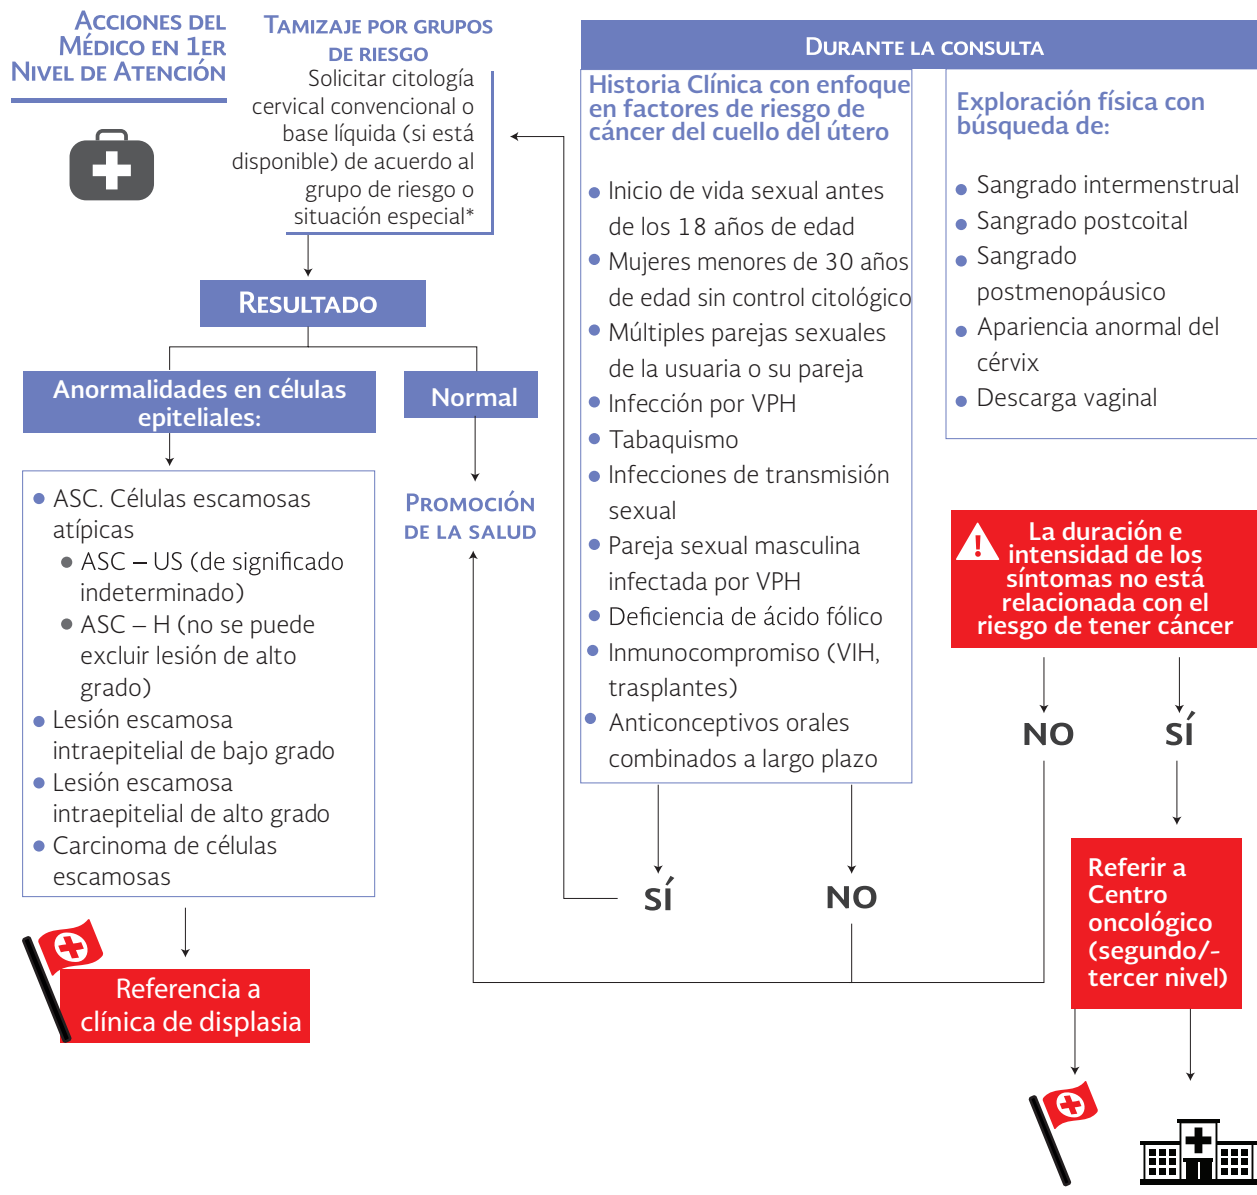 ACCIONES DEL
MÉDICO EN 1ER
NIVEL DE ATENCIÓN
TAMIZAJE POR GRUPOS
DE RIESGO
Solicitar citología
cervical convencional o
base líquida (si está
disponible) de acuerdo al
grupo de riesgo o
situación especial*
RESULTADO
Anormalidades en células
epiteliales:
Normal
ASC. Células escamosas
atípicas
ASC – US (de significado
indeterminado)
ASC – H (no se puede
excluir lesión de alto
grado)
Lesión escamosa
intraepitelial de bajo grado
Lesión escamosa
intraepitelial de alto grado
Carcinoma de células
escamosas
Referencia a
clínica de displasia
PROMOCIÓN
DE LA SALUD
DURANTE LA CONSULTA
Historia Clínica con enfoque
en factores de riesgo de
cáncer del cuello del útero
Inicio de vida sexual antes
de los 18 años de edad
Mujeres menores de 30 años
de edad sin control citológico
Múltiples parejas sexuales
de la usuaria o su pareja
Infección por VPH
Tabaquismo
Infecciones de transmisión
sexual
Pareja sexual masculina
infectada por VPH
Deficiencia de ácido fólico
Inmunocompromiso (VIH,
trasplantes)
Anticonceptivos orales
combinados a largo plazo
SÍ
NO
Exploración física con
búsqueda de:
Sangrado intermenstrual
Sangrado postcoital
Sangrado
postmenopáusico
Apariencia anormal del
cérvix
Descarga vaginal
La duración e
intensidad de los
síntomas no está
relacionada con el
riesgo de tener cáncer
NO
SÍ
Referir a
Centro
oncológico
(segundo/-
tercer nivel)